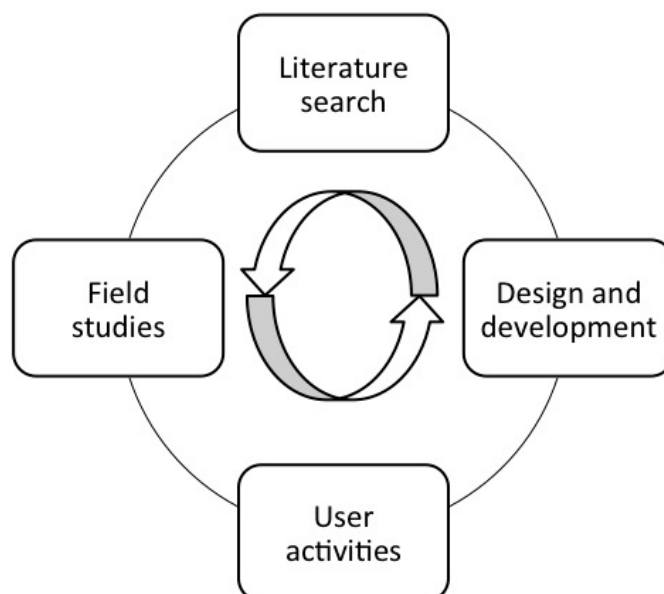 Literature
search
Field
studies
Design and
development
User
activities